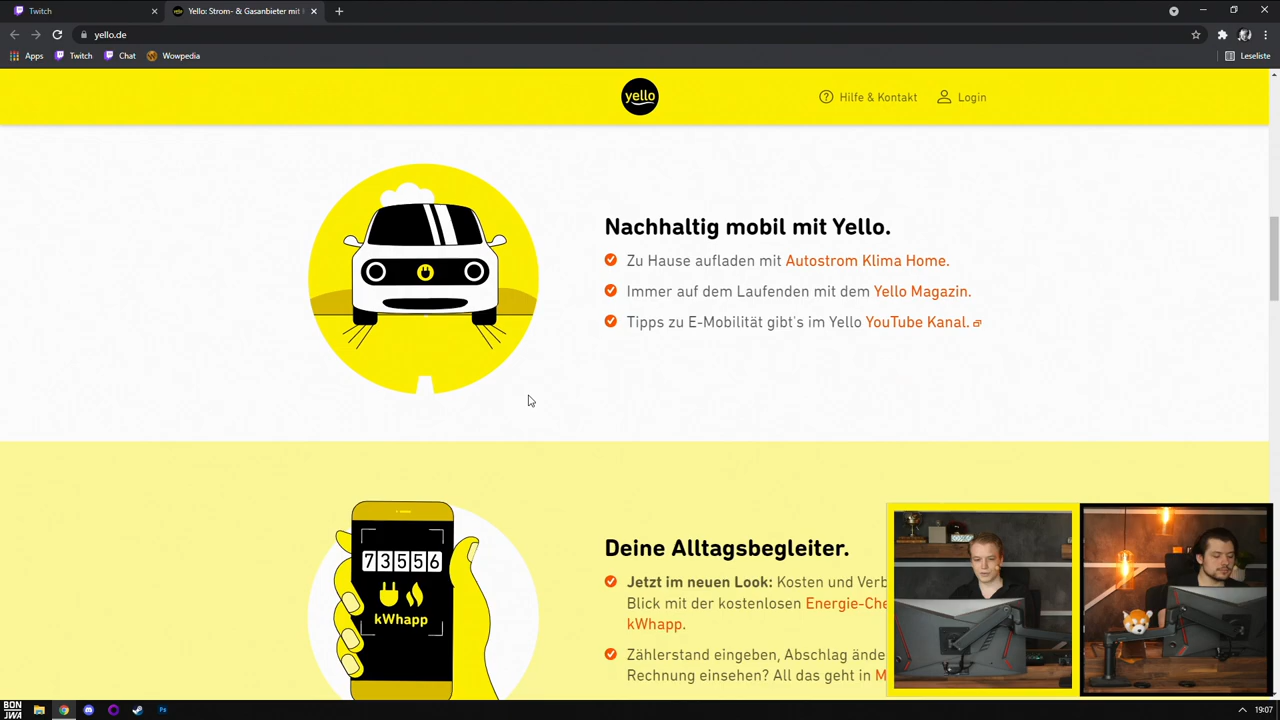 Twitch
Yello: Strom- & Gasanbieter mit
yello.de
Apps
Twitch
Chat
Wowpedia
Leseliste
yello
Hilfe & Kontakt
Login
Nachhaltig mobil mit Yello.
Zu Hause aufladen mit Autostrom Klima Home.
Immer auf dem Laufenden mit dem Yello Magazin.
Tipps zu E-Mobilität gibt's im Yello YouTube Kanal.
73556
kWhapp
Deine Alltagsbegleiter.
Jetzt im neuen Look: Kosten und Verb
Blick mit der kostenlosen Energie-Che
kWhapp.
Zählerstand eingeben, Abschlag ände
Rechnung einsehen? All das geht in M
BON
JWA
19:07